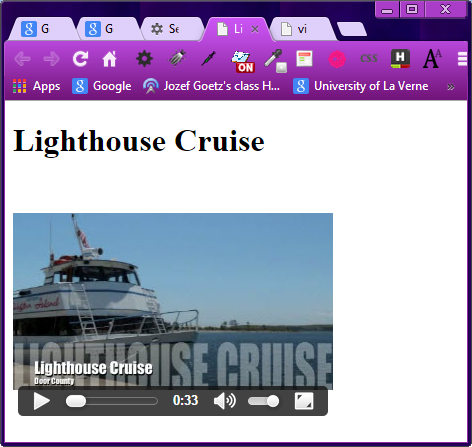 G G Se Li vi
ON CSS H A A
Apps Google Jozef Goetz's class H... University of La Verne »
Lighthouse Cruise
LIGHTHOUSE CRUISE
Lighthouse Cruise
Door County
0:33